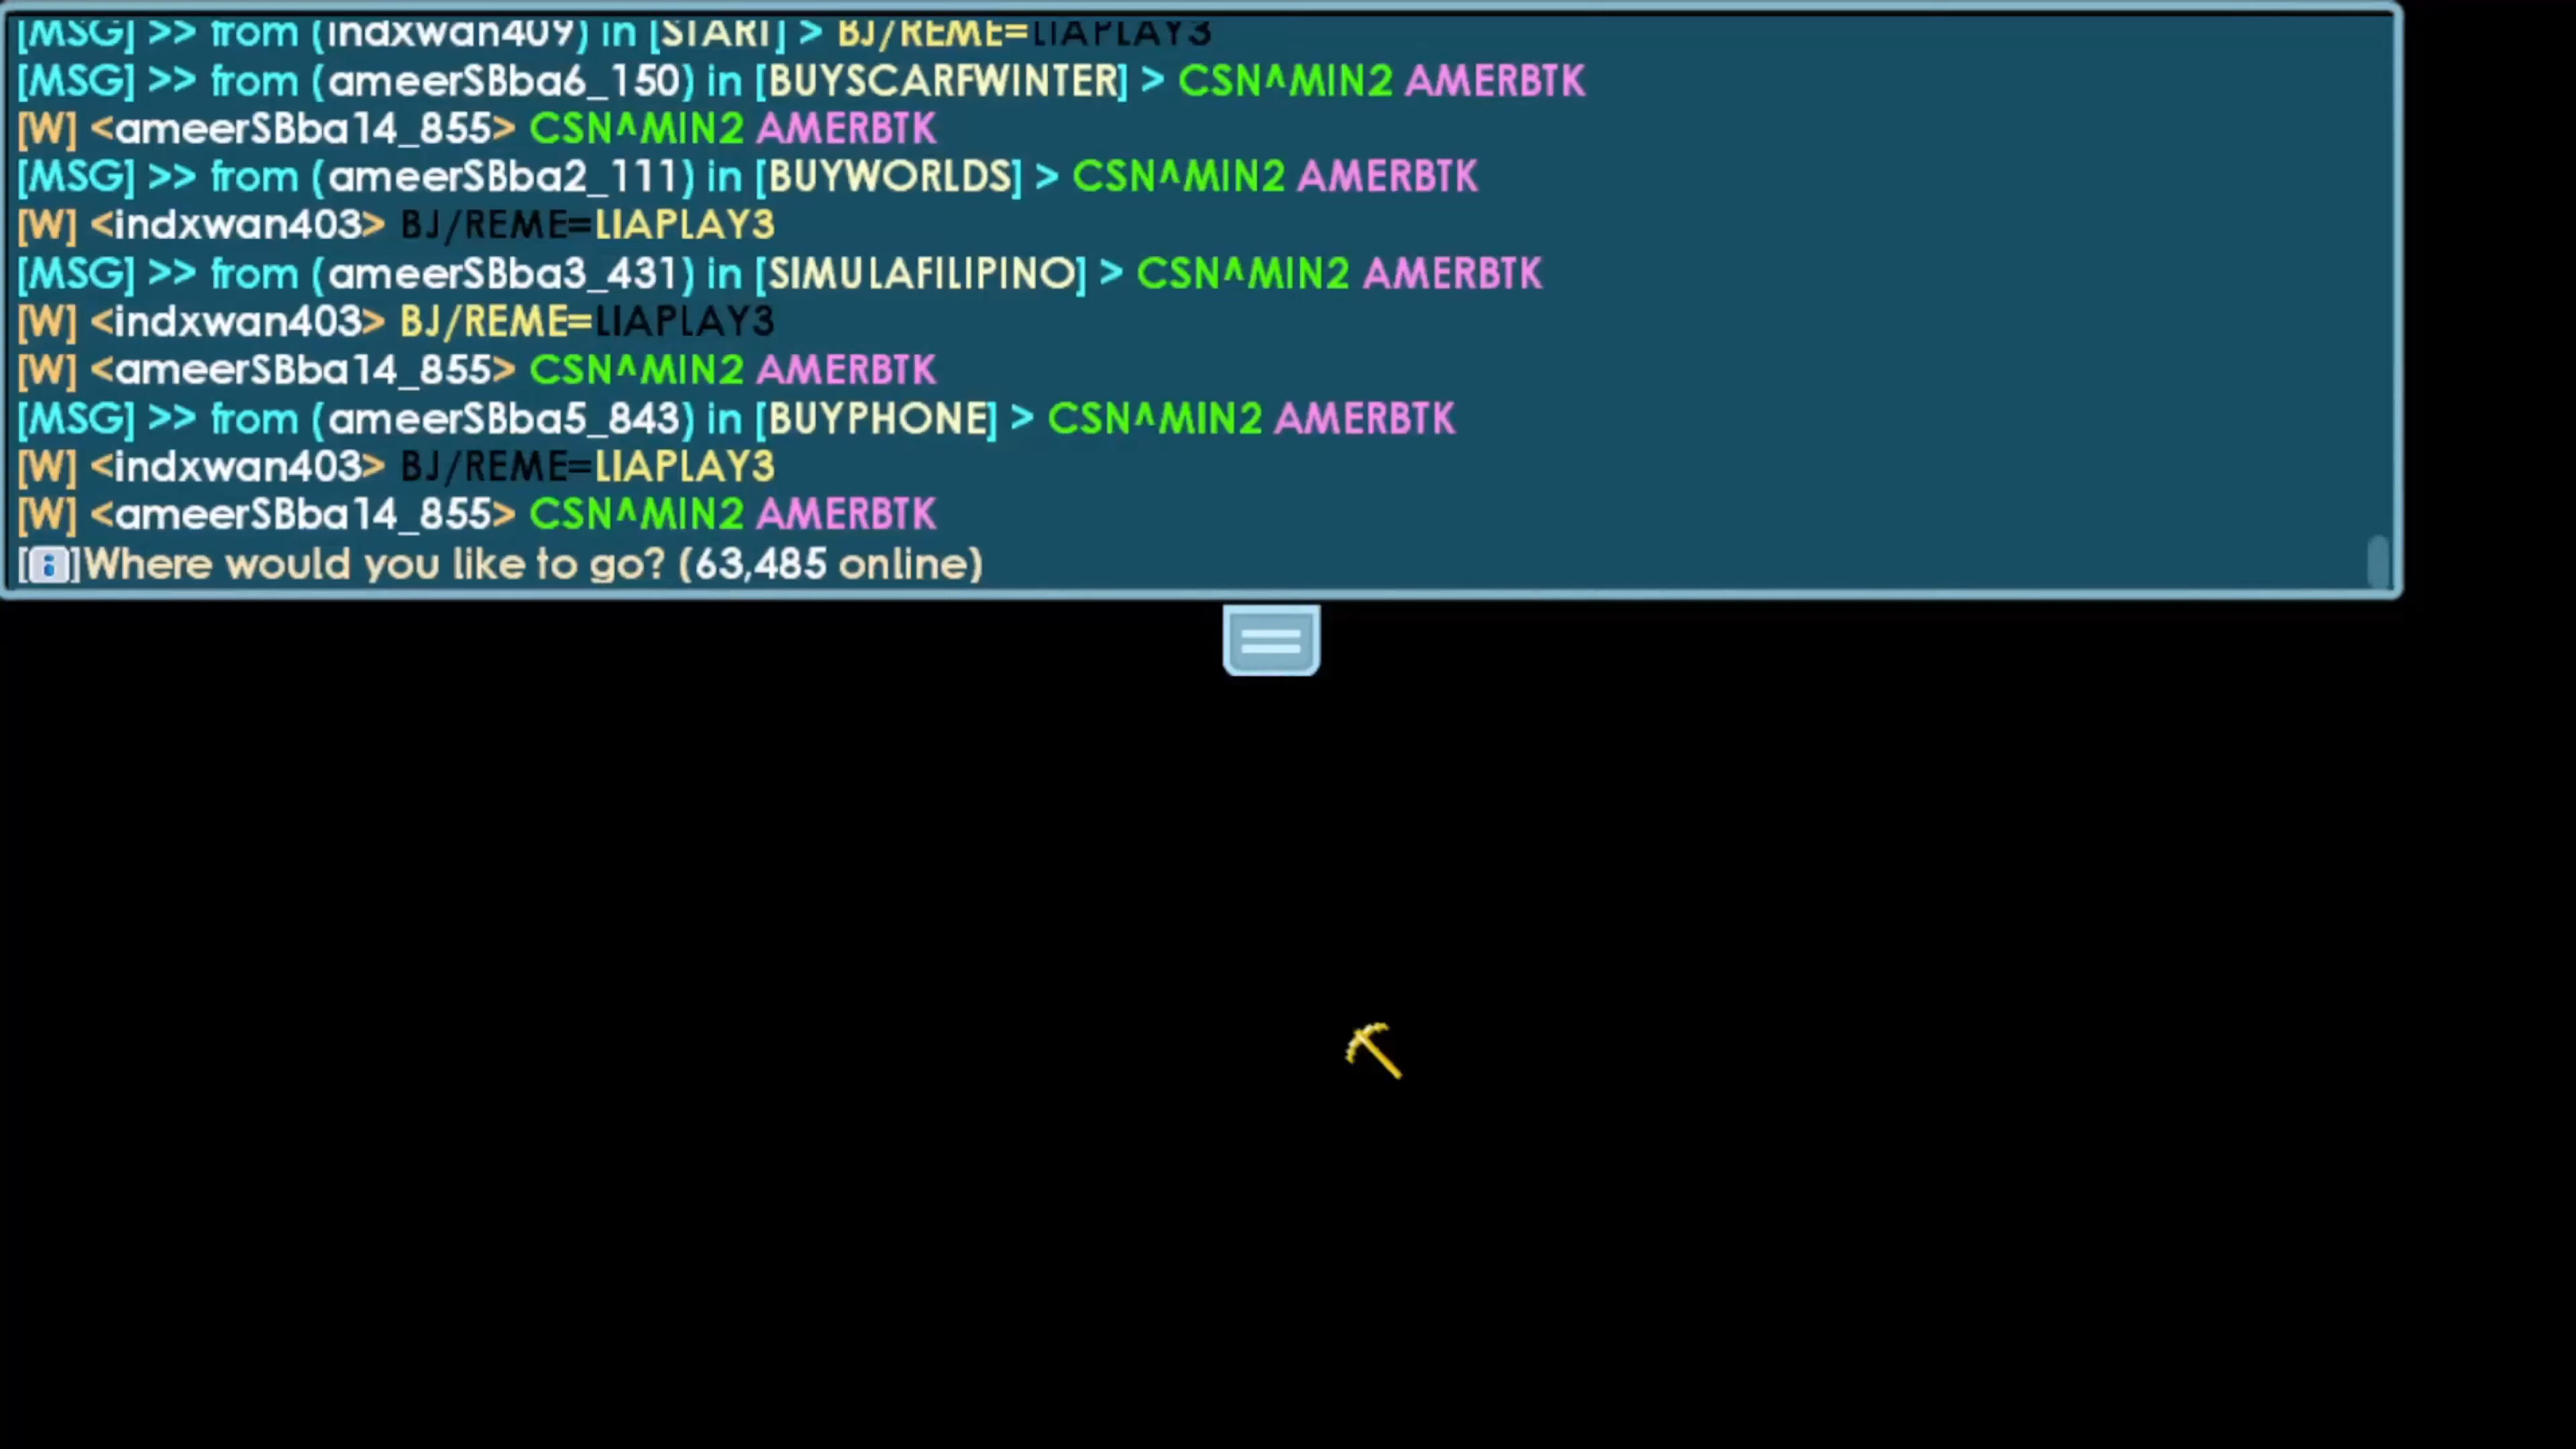 [MSG] >> from (indxwan409) in [START] > BJ/REME=LIAPLAY3
[MSG] >> from (ameerSBba6_150) in [BUYSCARFWINTER] > CSN^MIN2 AMERBTK
[W] <ameerSBba14_855> CSN^MIN2 AMERBTK
[MSG] >> from (ameerSBba2_111) in [BUYWORLDS] > CSN^MIN2 AMERBTK
[W] <indxwan403> BJ/REME=LIAPLAY3
[MSG] >> from (ameerSBba3_431) in [SIMULAFILIPINO] > CSN^MIN2 AMERBTK
[W] <indxwan403> BJ/REME=LIAPLAY3
[W] <ameerSBba14_855> CSN^MIN2 AMERBTK
[MSG] >> from (ameerSBba5_843) in [BUYPHONE] > CSN^MIN2 AMERBTK
[W] <indxwan403> BJ/REME=LIAPLAY3
[W] <ameerSBba14_855> CSN^MIN2 AMERBTK
[i]Where would you like to go? (63,485 online)